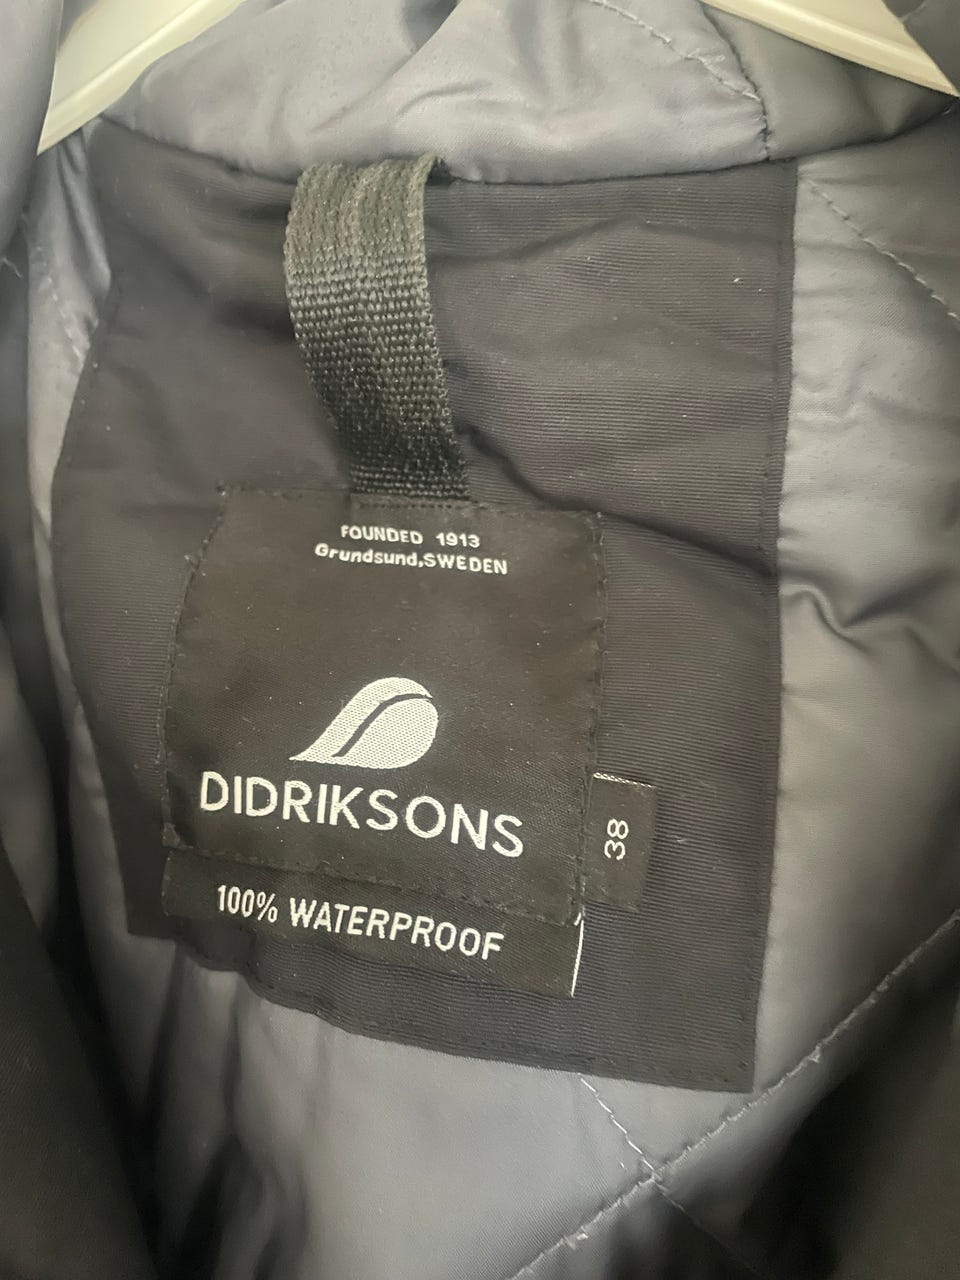 FOUNDED 1913
Grundsund,SWEDEN
DIDRIKSONS
38
100% WATERPROOF